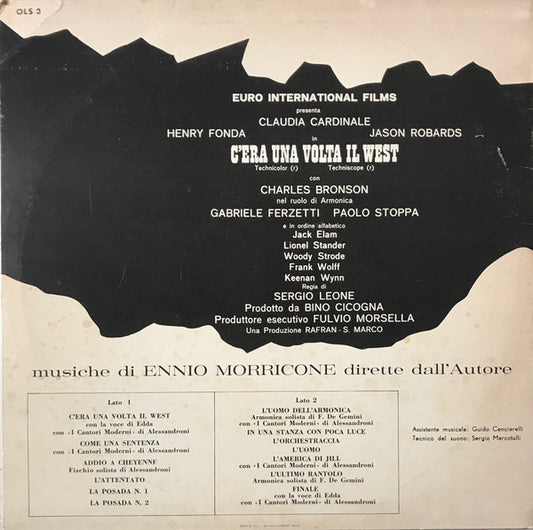 OLS 3
EURO INTERNATIONAL FILMS
presenta
CLAUDIA CARDINALE
HENRY FONDA JASON ROBARDS
in
C'ERA UNA VOLTA IL WEST
Technicolor (r) Techniscope (r)
con
CHARLES BRONSON
nel ruolo di Armonica
GABRIELE FERZETTI PAOLO STOPPA
e in ordine alfabetico
Jack Elam
Lionel Stander
Woody Strode
Frank Wolff
Keenan Wynn
Regia di
SERGIO LEONE
Prodotto da BINO CICOGNA
Produttore esecutivo FULVIO MORSELLA
Una Produzione RAFRAN - S. MARCO
musiche di ENNIO MORRICONE dirette dall'Autore
Lato 1
C'ERA UNA VOLTA IL WEST
con la voce di Edda
con «I Cantori Moderni» di Alessandroni
COME UNA SENTENZA
con «I Cantori Moderni» di Alessandroni
ADDIO A CHEYENNE
Fischio solista di Alessandroni
L'ATTENTATO
LA POSADA N. 1
LA POSADA N. 2
Lato 2
L'UOMO DELL'ARMONICA
Armonica solista di F. De Gemini
con «I Cantori Moderni» di Alessandroni
IN UNA STANZA CON POCA LUCE
L'ORCHESTRACCIA
L'UOMO
L'AMERICA DI JILL
con «I Cantori Moderni» di Alessandroni
L'ULTIMO RANTOLO
Armonica solista di F. De Gemini
FINALE
con la voce di Edda
con «I Cantori Moderni» di Alessandroni
Assistente musicale: Guido Cenciarelli
Tecnico del suono: Sergio Marcotulli